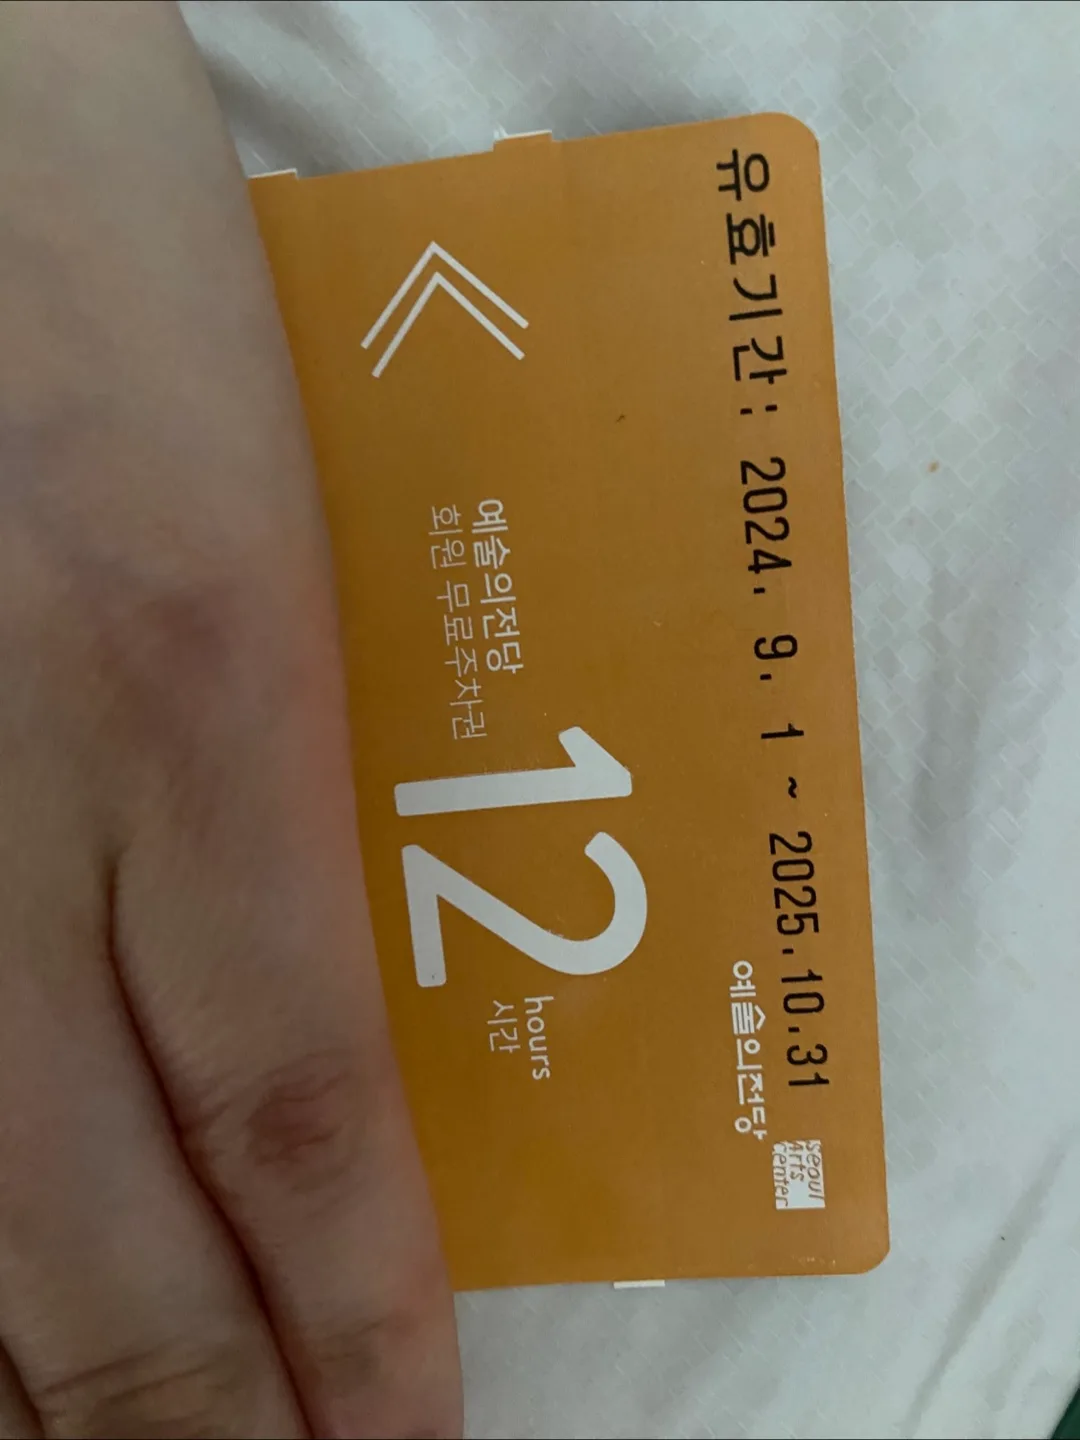 유효기간: 2024. 9. 1 ~ 2025.10.31
예술의전당
Seoul
Arts
Center
예술의전당
회원 무료주차권
12
hours
시간